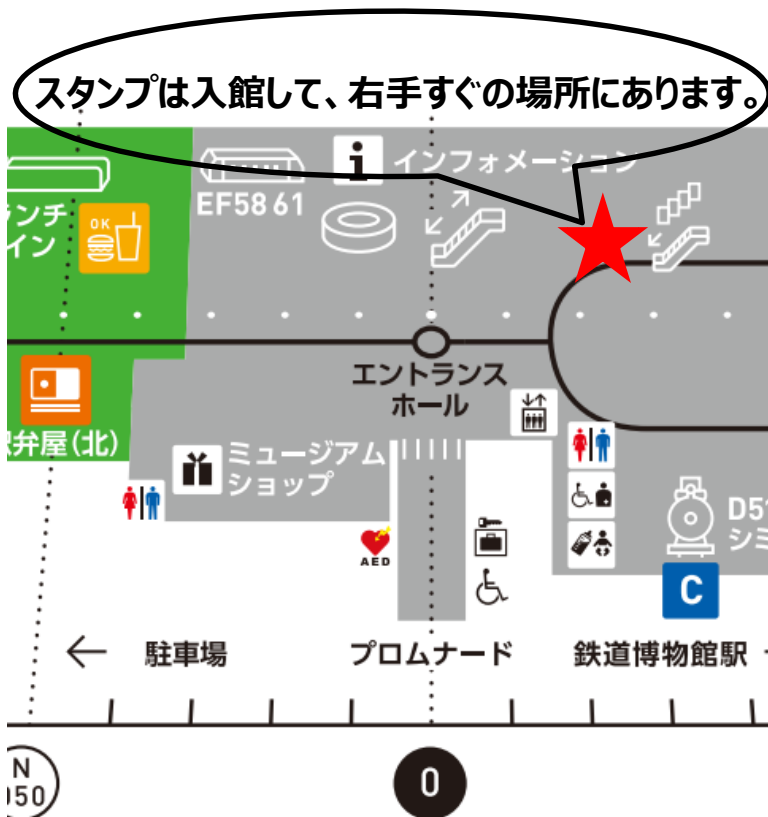 スタンプは入館して、右手すぐの場所にあります。
i インフォメーション
EF58 61
ランチ
イン
OK
エントランス
ホール
弁屋(北)
ミュージアム
ショップ
AED
D51
シミ
C
← 駐車場
プロムナード
鉄道博物館駅
N
50
0